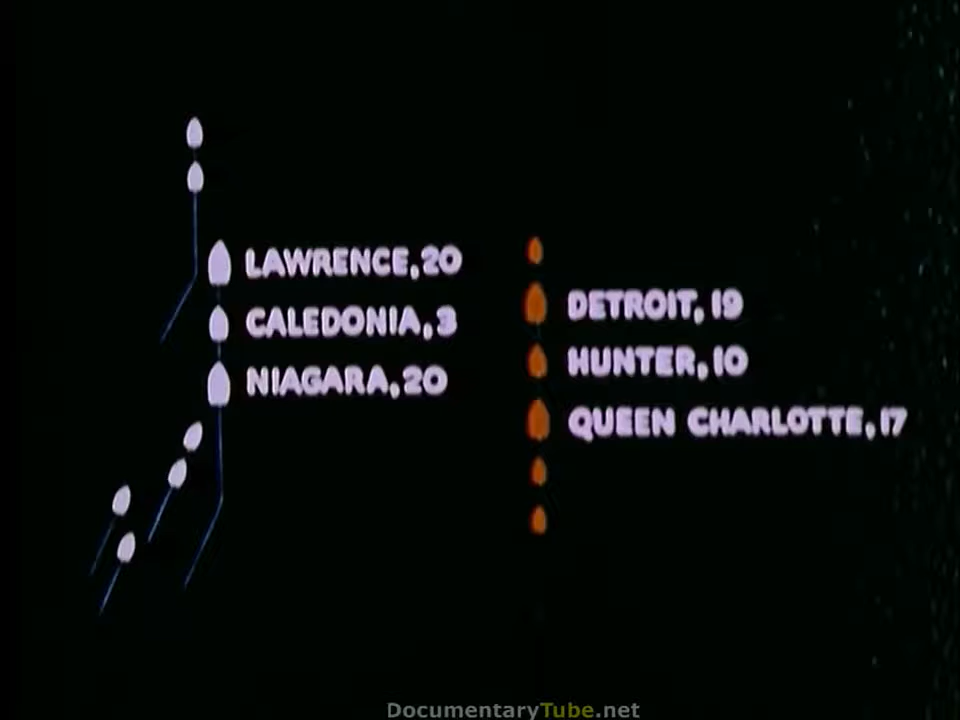 LAWRENCE, 20
CALEDONIA, 3
NIAGARA, 20
DETROIT, 19
HUNTER, 10
QUEEN CHARLOTTE, 17
DocumentaryTube.net